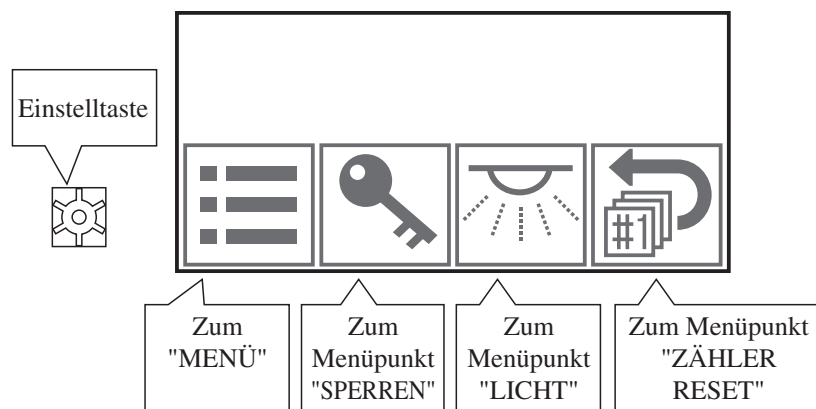 Einstelltaste
#1
Zum
"MENÜ"
Zum
Menüpunkt
"SPERREN"
Zum
Menüpunkt
"LICHT"
Zum Menüpunkt
"ZÄHLER
RESET"